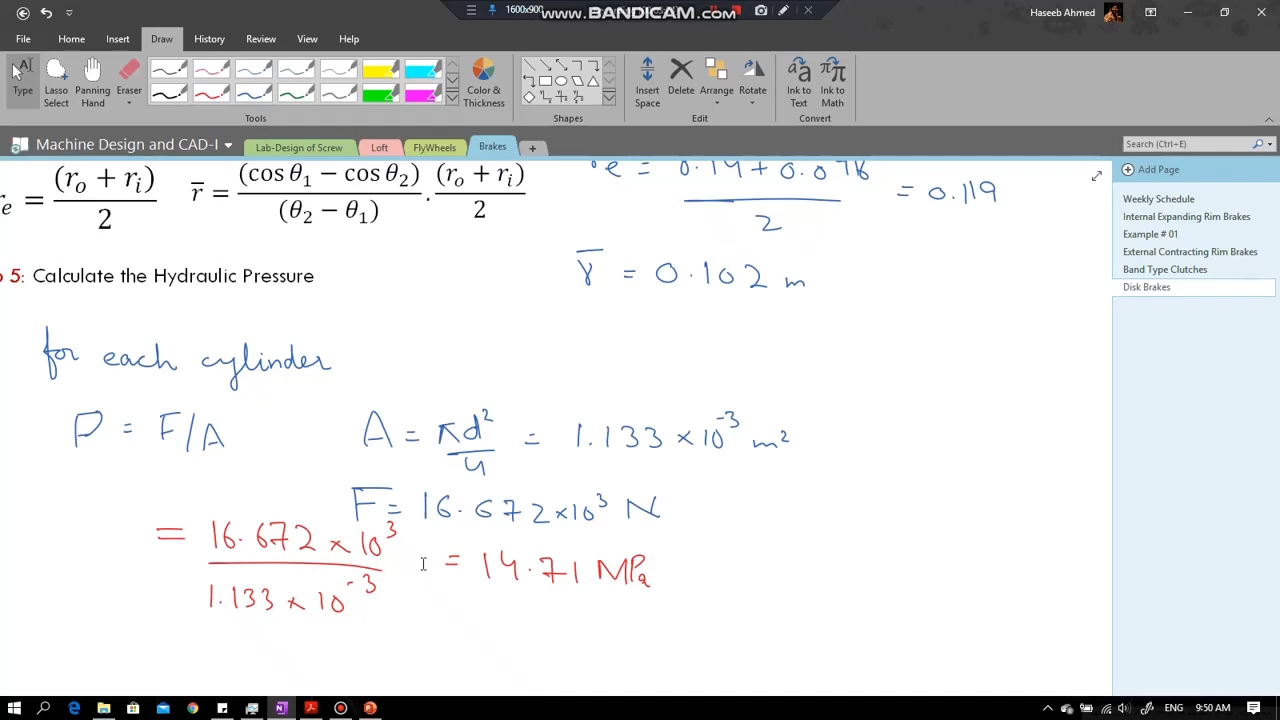 1600x900
www.BANDICAM.com
Haseeb Ahmed
File Home Insert Draw History Review View Help
Type
Lasso Select
Panning Hand
Eraser
Color & Thickness
Insert Space
Delete
Arrange
Rotate
Ink to Text
Ink to Math
Tools
Shapes
Edit
Convert
Machine Design and CAD-I
Lab-Design of Screw
Loft
FlyWheels
Brakes
Search (Ctrl+E)
Add Page
Weekly Schedule
Internal Expanding Rim Brakes
Example # 01
External Contracting Rim Brakes
Band Type Clutches
Disk Brakes
r_e = (r_o + r_i) / 2
r̅ = (cos θ₁ − cos θ₂) / (θ₂ − θ₁) . (r_o + r_i) / 2
e = 0.14 + 0.098 / 2 = 0.119
r̅ = 0.102 m
5: Calculate the Hydraulic Pressure
for each cylinder
P = F/A
A = πd² / 4 = 1.133 × 10⁻³ m²
F = 16.672 × 10³ N
= 16.672 × 10³ / 1.133 × 10⁻³ = 14.71 MPa
ENG 9:50 AM